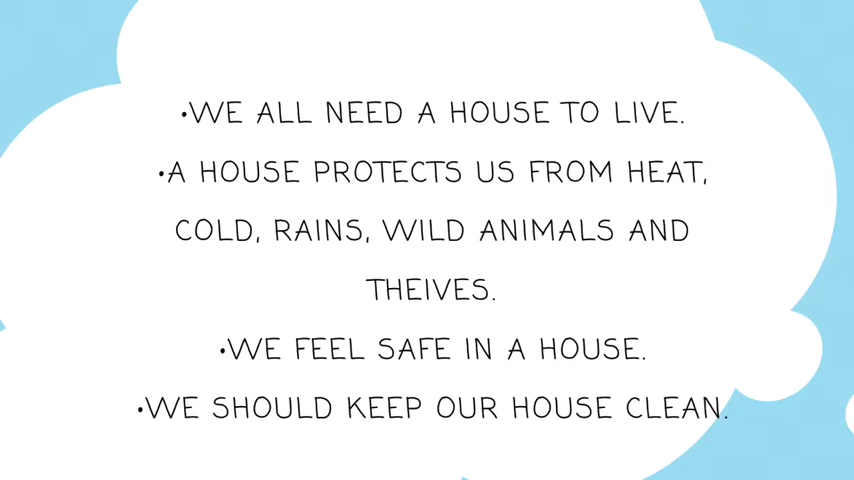 •WE ALL NEED A HOUSE TO LIVE.
•A HOUSE PROTECTS US FROM HEAT,
COLD, RAINS, WILD ANIMALS AND
THEIVES.
•WE FEEL SAFE IN A HOUSE.
•WE SHOULD KEEP OUR HOUSE CLEAN.